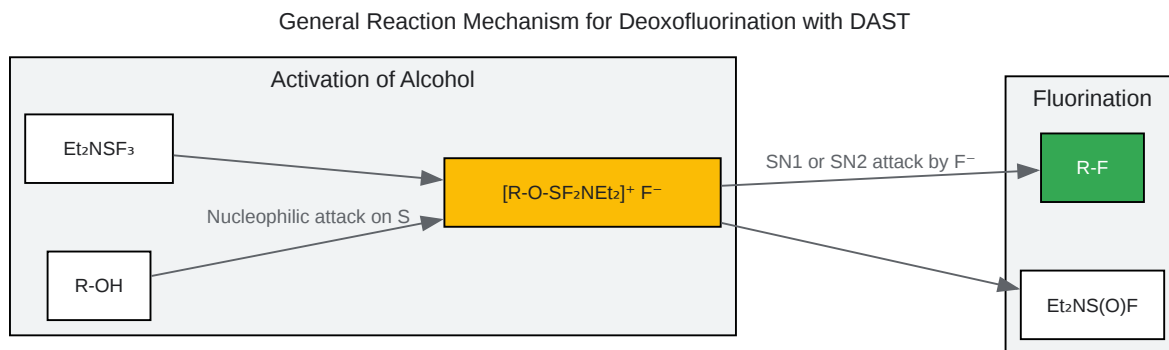 General Reaction Mechanism for Deoxofluorination with DAST
Activation of Alcohol
Fluorination
Et₂NSF₃
R-OH
Nucleophilic attack on S
[R-O-SF₂NEt₂]⁺ F⁻
SN1 or SN2 attack by F⁻
R-F
Et₂NS(O)F